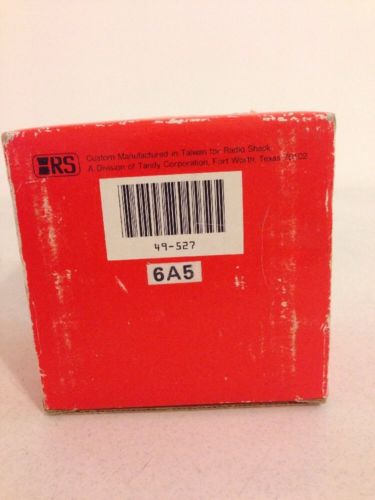 RS
Custom Manufactured in Taiwan for Radio Shack
A Division of Tandy Corporation, Fort Worth, Texas 76102
49-527
6A5